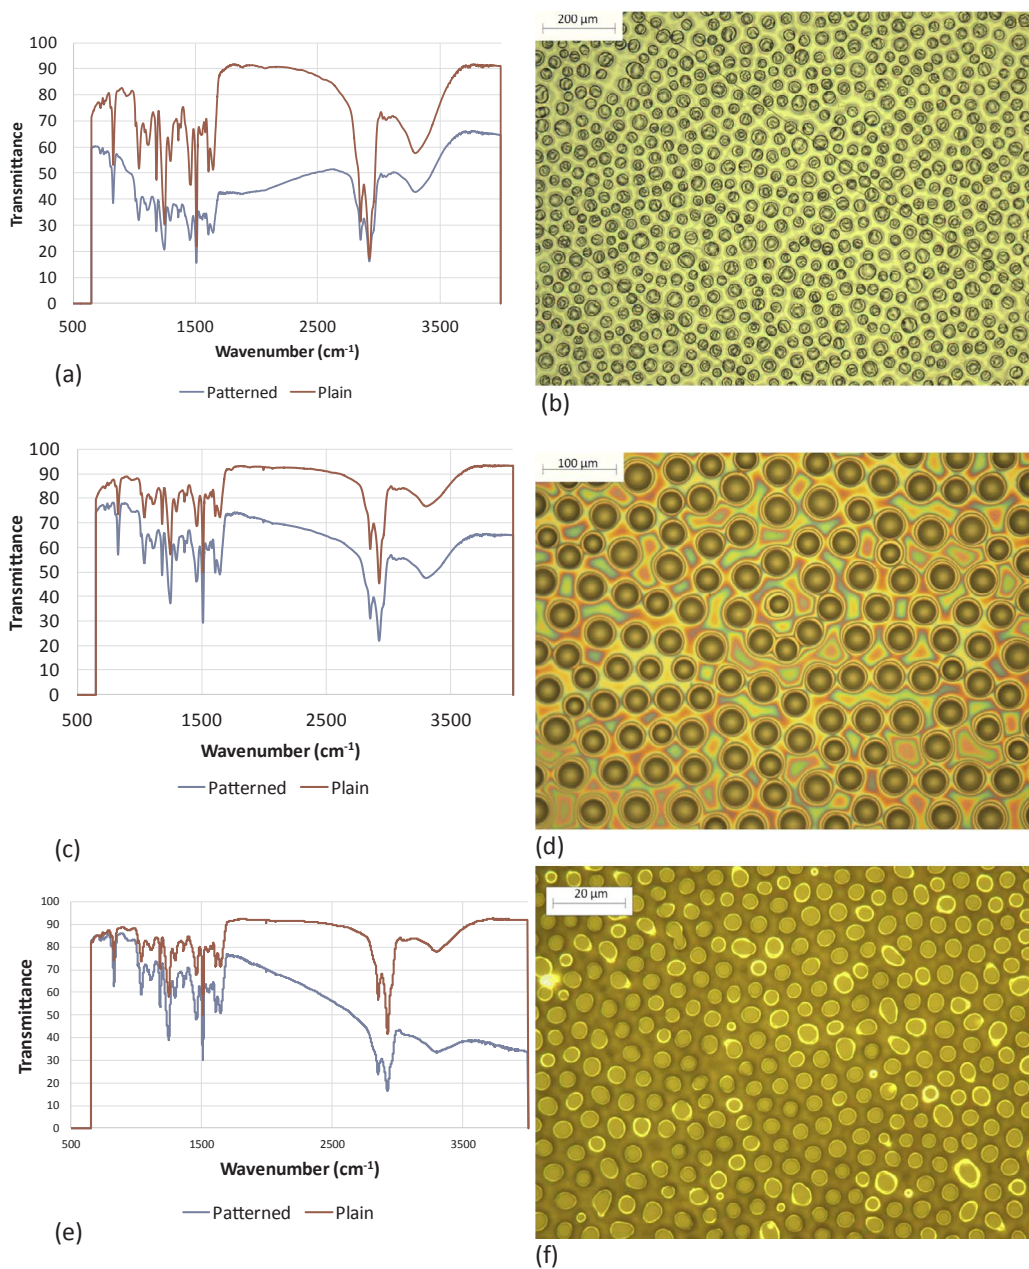 100
90
80
70
60
50
40
30
20
10
0
Transmittance
500 1500 2500 3500
Wavenumber (cm-1)
Patterned Plain
(a)
200 µm
(b)
100
90
80
70
60
50
40
30
20
10
0
Transmittance
500 1500 2500 3500
Wavenumber (cm-1)
Patterned Plain
(c)
100 µm
(d)
100
90
80
70
60
50
40
30
20
10
0
Transmittance
500 1500 2500 3500
Wavenumber (cm-1)
Patterned Plain
(e)
20 µm
(f)